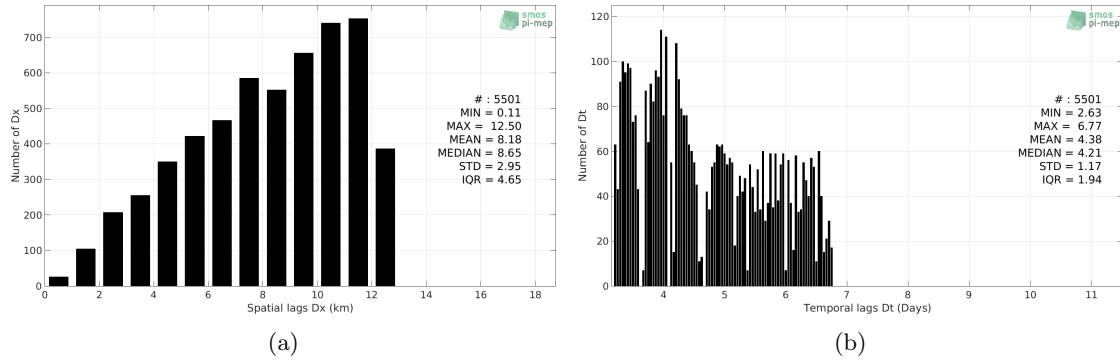 smos
pi-mep
Number of Dx
700
600
500
400
300
200
100
0
# : 5501
MIN = 0.11
MAX = 12.50
MEAN = 8.18
MEDIAN = 8.65
STD = 2.95
IQR = 4.65
0 2 4 6 8 10 12 14 16 18
Spatial lags Dx (km)
(a)
smos
pi-mep
Number of Dt
120
100
80
60
40
20
0
# : 5501
MIN = 2.63
MAX = 6.77
MEAN = 4.38
MEDIAN = 4.21
STD = 1.17
IQR = 1.94
4 5 6 7 8 9 10 11
Temporal lags Dt (Days)
(b)